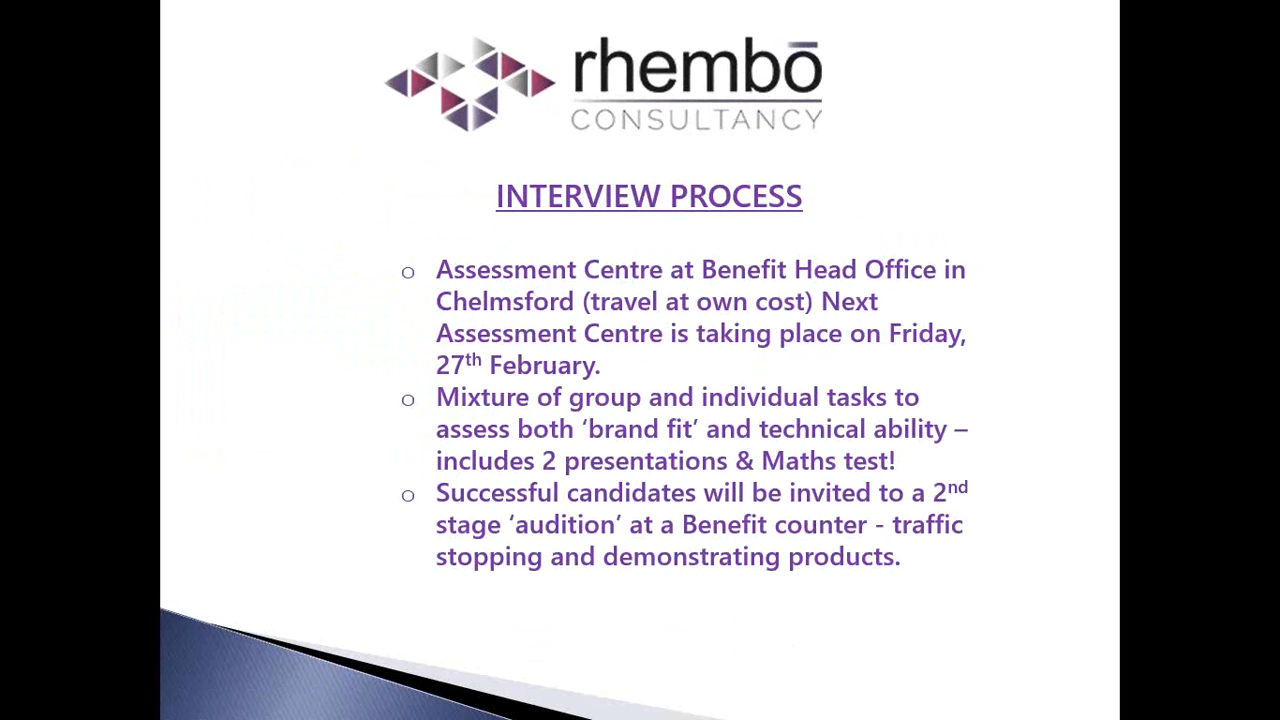 rhembō
CONSULTANCY
INTERVIEW PROCESS
o Assessment Centre at Benefit Head Office in
Chelmsford (travel at own cost) Next
Assessment Centre is taking place on Friday,
27th February.
o Mixture of group and individual tasks to
assess both ‘brand fit’ and technical ability –
includes 2 presentations & Maths test!
o Successful candidates will be invited to a 2nd
stage ‘audition’ at a Benefit counter - traffic
stopping and demonstrating products.